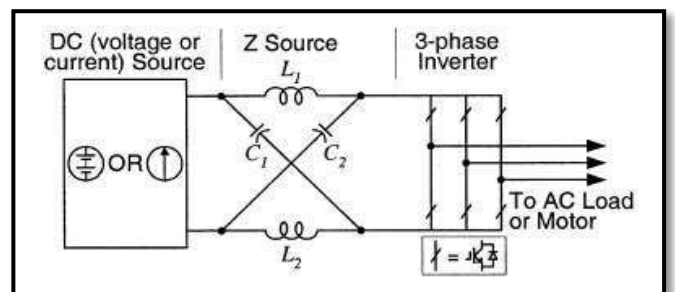 DC (voltage or
current) Source
Z Source
3-phase
Inverter
L1
OR
C1
C2
To AC Load
or Motor
L2
=